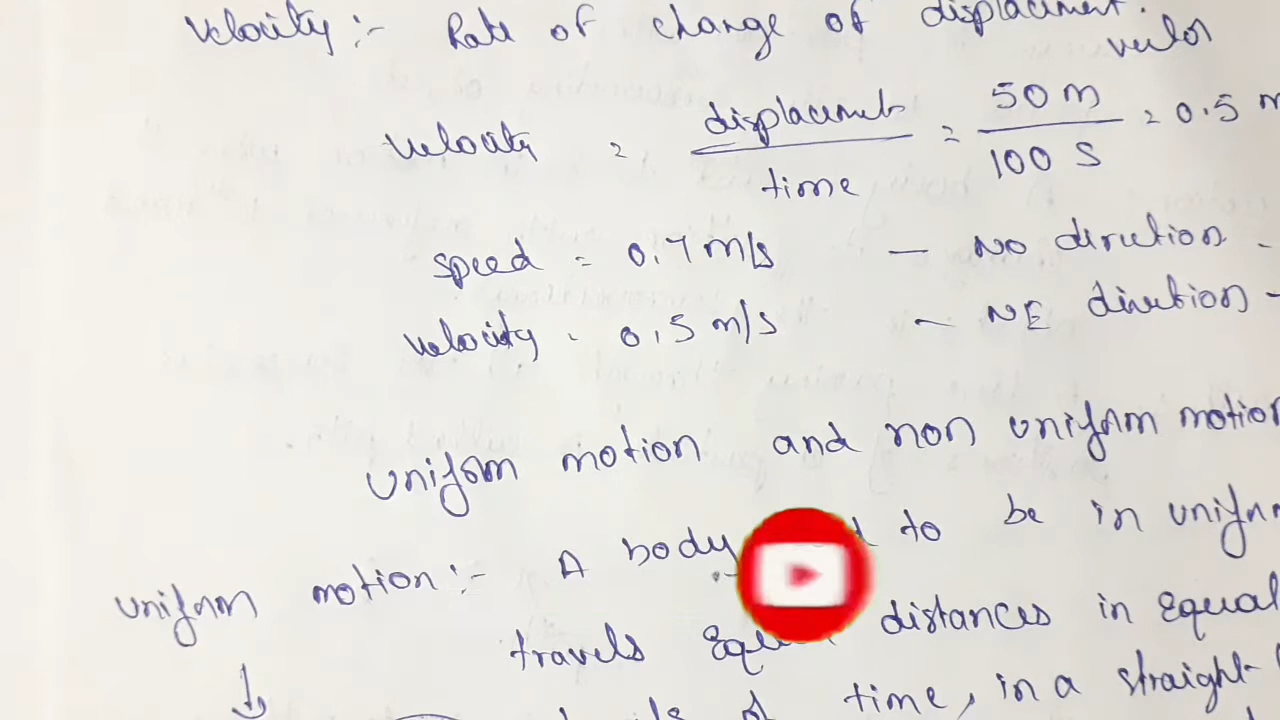 velocity :- Rate of change of displacement.
vector
velocity = displacement / time = 50 m / 100 S = 0.5 m
speed = 0.7 m/s — NO direction -
velocity = 0.5 m/s — NE direction -
uniform motion and non uniform motion
uniform motion :- A body to be in uniform
travels Equal distances in Equal
of time, in a straight